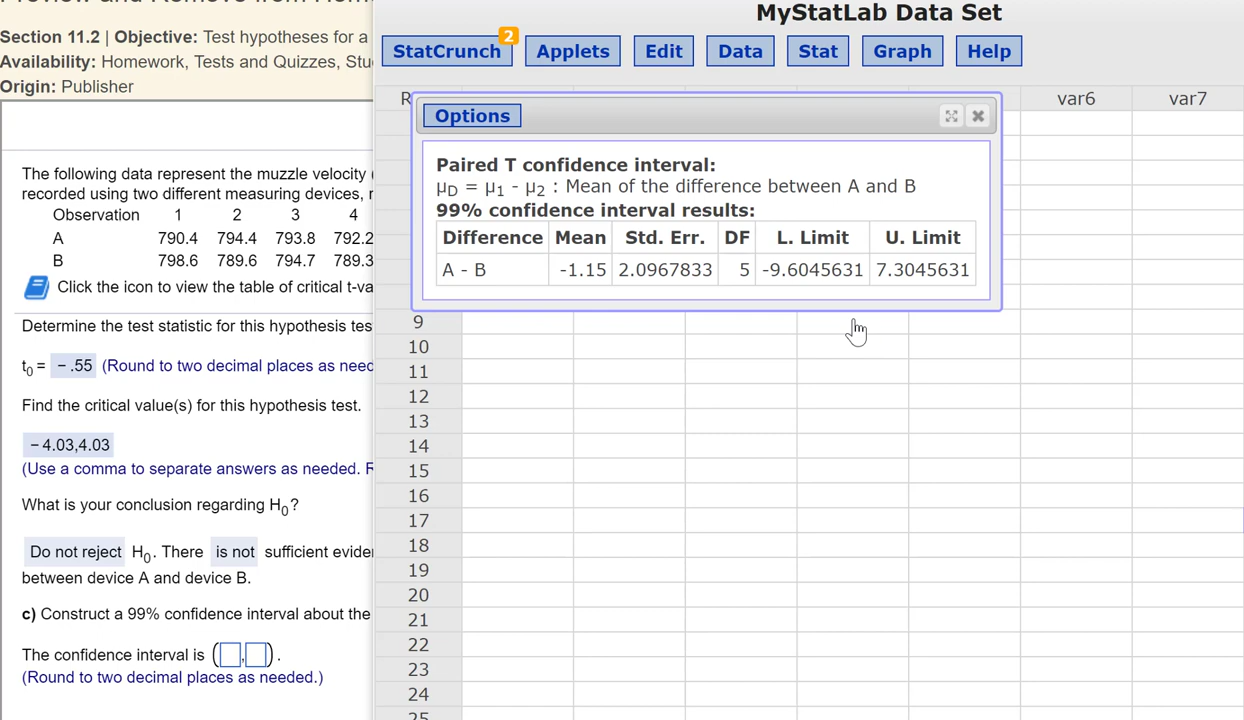 Preview and Remove from Hom
Section 11.2 | Objective: Test hypotheses for a
Availability: Homework, Tests and Quizzes, Stu
Origin: Publisher
The following data represent the muzzle velocity (
recorded using two different measuring devices, r
Observation 1 2 3 4
A 790.4 794.4 793.8 792.2
B 798.6 789.6 794.7 789.3
Click the icon to view the table of critical t-va
Determine the test statistic for this hypothesis tes
t0 = − .55 (Round to two decimal places as need
Find the critical value(s) for this hypothesis test.
− 4.03,4.03
(Use a comma to separate answers as needed. R
What is your conclusion regarding H0?
Do not reject H0. There is not sufficient evide
between device A and device B.
c) Construct a 99% confidence interval about the
The confidence interval is ( , ).
(Round to two decimal places as needed.)
MyStatLab Data Set
StatCrunch 2 Applets Edit Data Stat Graph Help
R var6 var7
Options
Paired T confidence interval:
μD = μ1 - μ2 : Mean of the difference between A and B
99% confidence interval results:
Difference Mean Std. Err. DF L. Limit U. Limit
A - B -1.15 2.0967833 5 -9.6045631 7.3045631
9
10
11
12
13
14
15
16
17
18
19
20
21
22
23
24
25